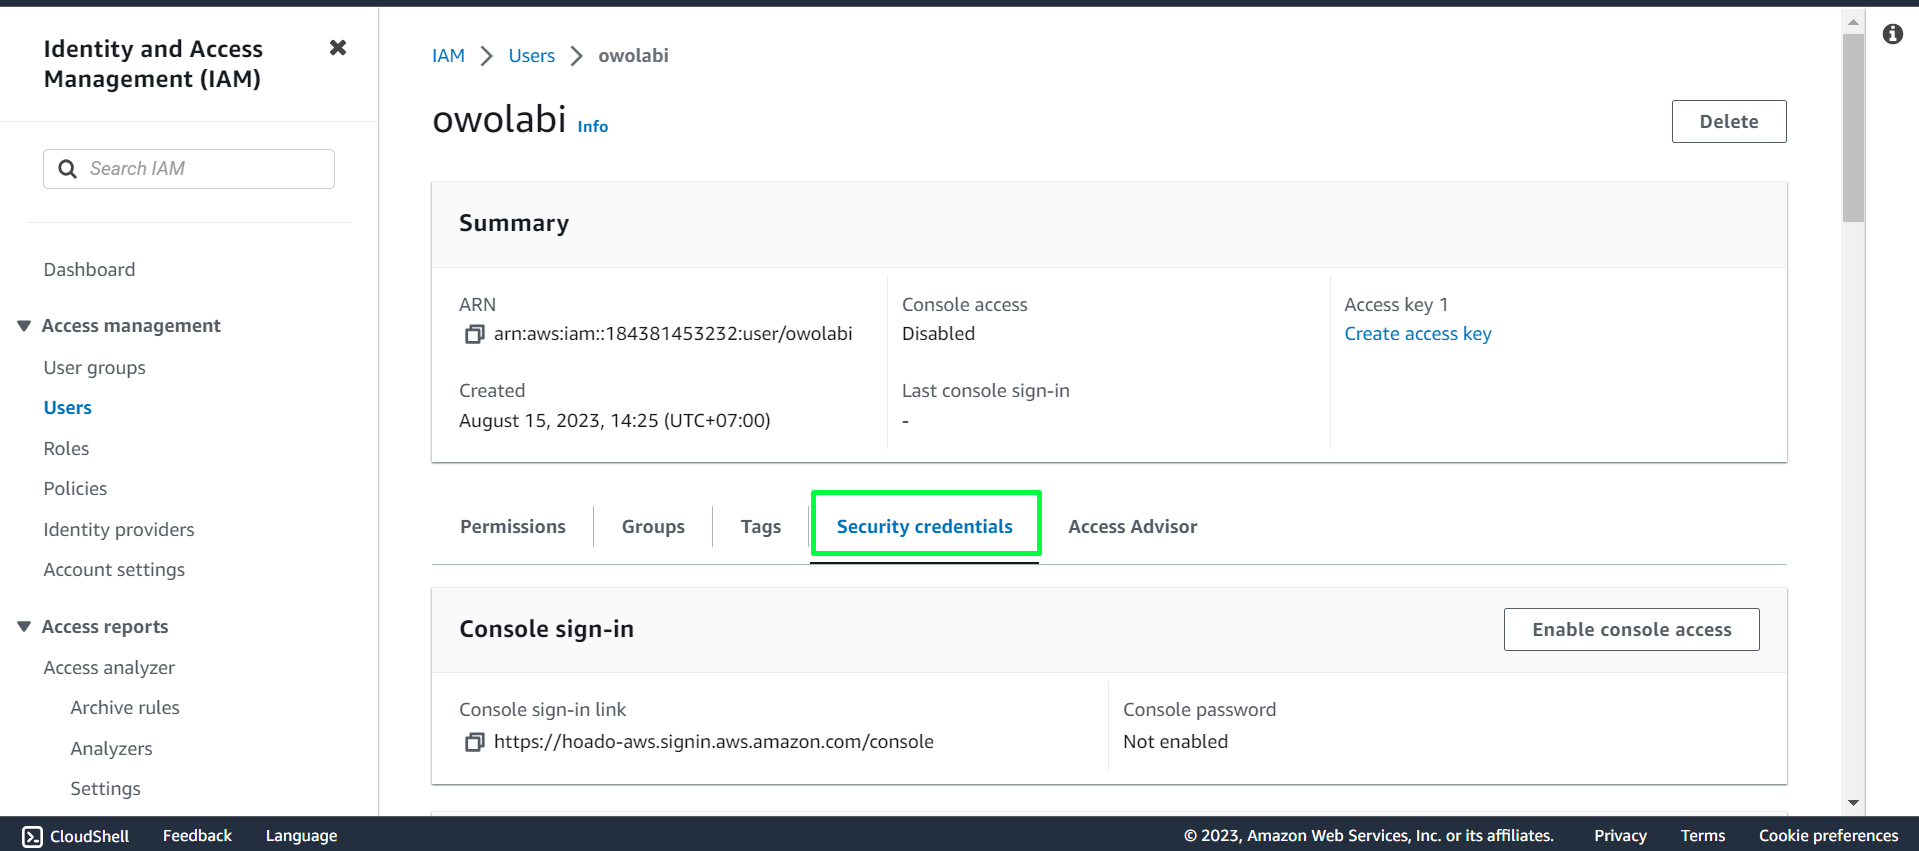 Identity and Access
Management (IAM)
Search IAM
Dashboard
Access management
User groups
Users
Roles
Policies
Identity providers
Account settings
Access reports
Access analyzer
Archive rules
Analyzers
Settings
IAM > Users > owolabi
owolabi Info
Delete
Summary
ARN
arn:aws:iam::184381453232:user/owolabi
Created
August 15, 2023, 14:25 (UTC+07:00)
Console access
Disabled
Last console sign-in
-
Access key 1
Create access key
Permissions
Groups
Tags
Security credentials
Access Advisor
Console sign-in
Enable console access
Console sign-in link
https://hoado-aws.signin.aws.amazon.com/console
Console password
Not enabled
CloudShell Feedback Language © 2023, Amazon Web Services, Inc. or its affiliates. Privacy Terms Cookie preferences